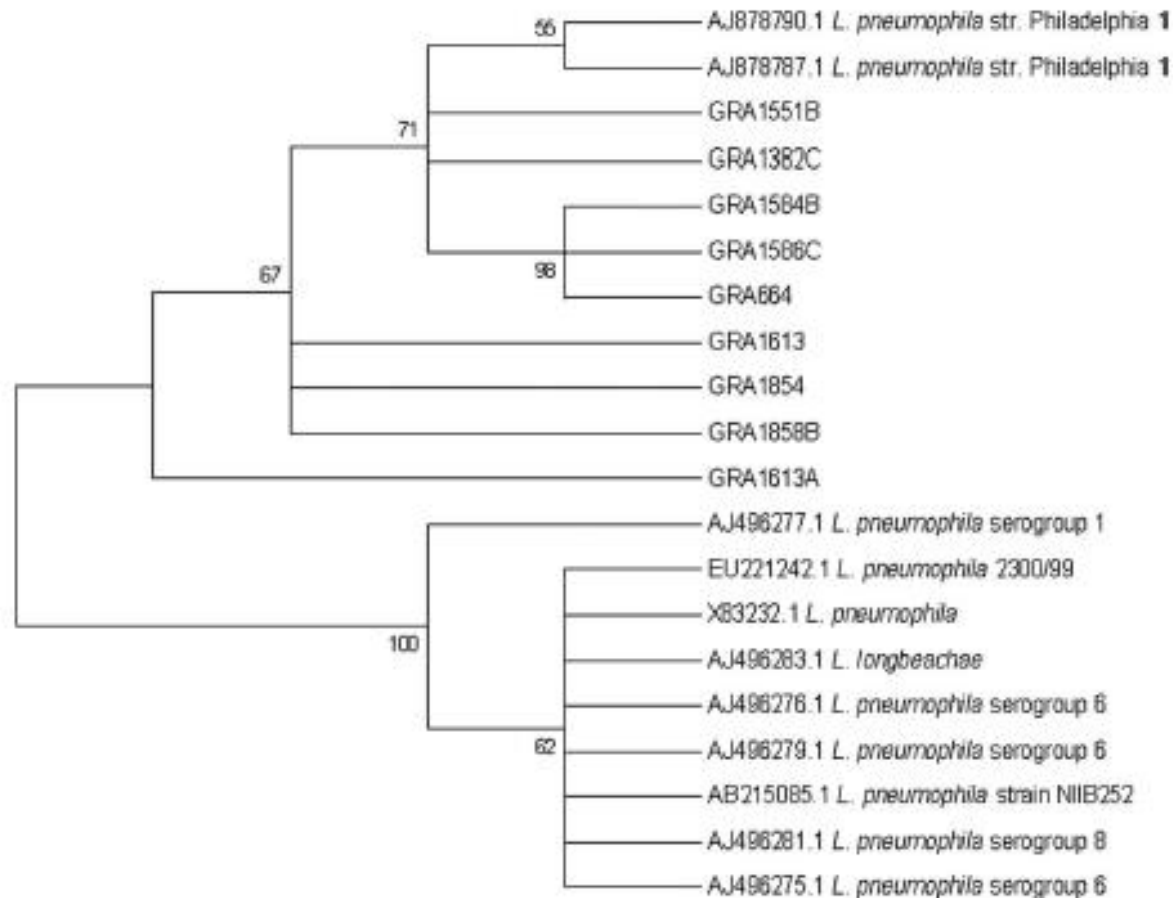 55
AJ878790.1 L. pneumophila str. Philadelphia 1
AJ878787.1 L. pneumophila str. Philadelphia 1
71
GRA1551B
GRA1382C
GRA1584B
GRA1586C
98
GRA664
67
GRA1613
GRA1854
GRA1858B
GRA1613A
AJ496277.1 L. pneumophila serogroup 1
EU221242.1 L. pneumophila 2300/99
X83232.1 L. pneumophila
100
AJ496283.1 L. longbeachae
AJ496276.1 L. pneumophila serogroup 6
62
AJ496279.1 L. pneumophila serogroup 6
AB215085.1 L. pneumophila strain NIIB252
AJ496281.1 L. pneumophila serogroup 8
AJ496275.1 L. pneumophila serogroup 6